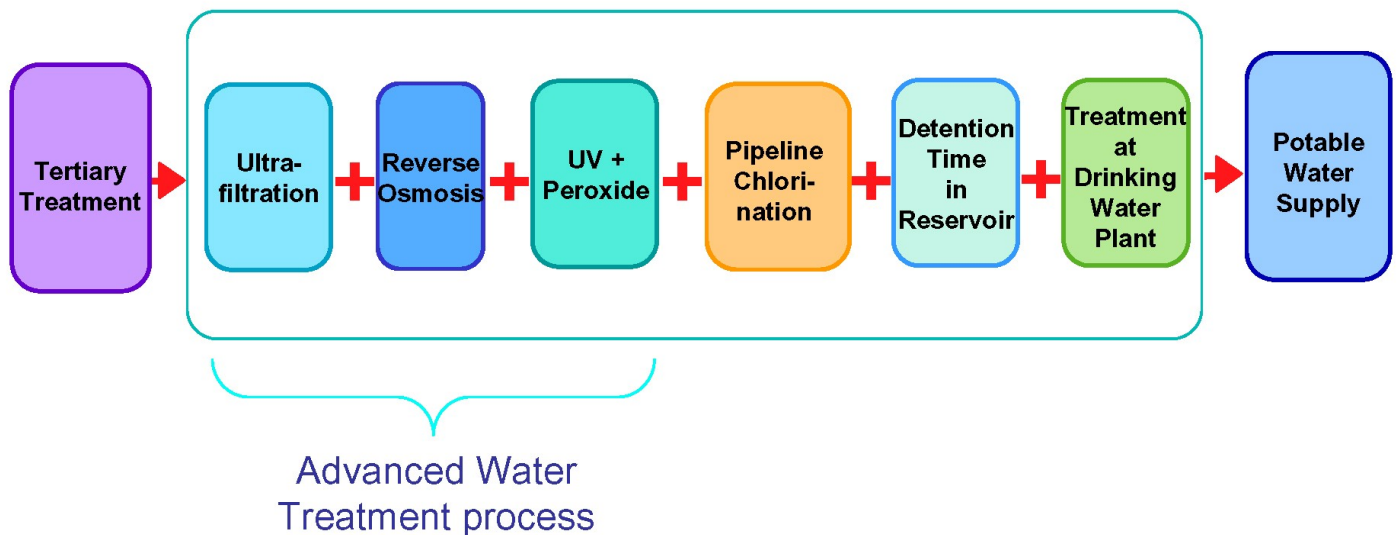 Tertiary
Treatment
Ultra-
filtration
Reverse
Osmosis
UV +
Peroxide
Pipeline
Chlori-
nation
Detention
Time
in
Reservoir
Treatment
at
Drinking
Water
Plant
Potable
Water
Supply
Advanced Water
Treatment process